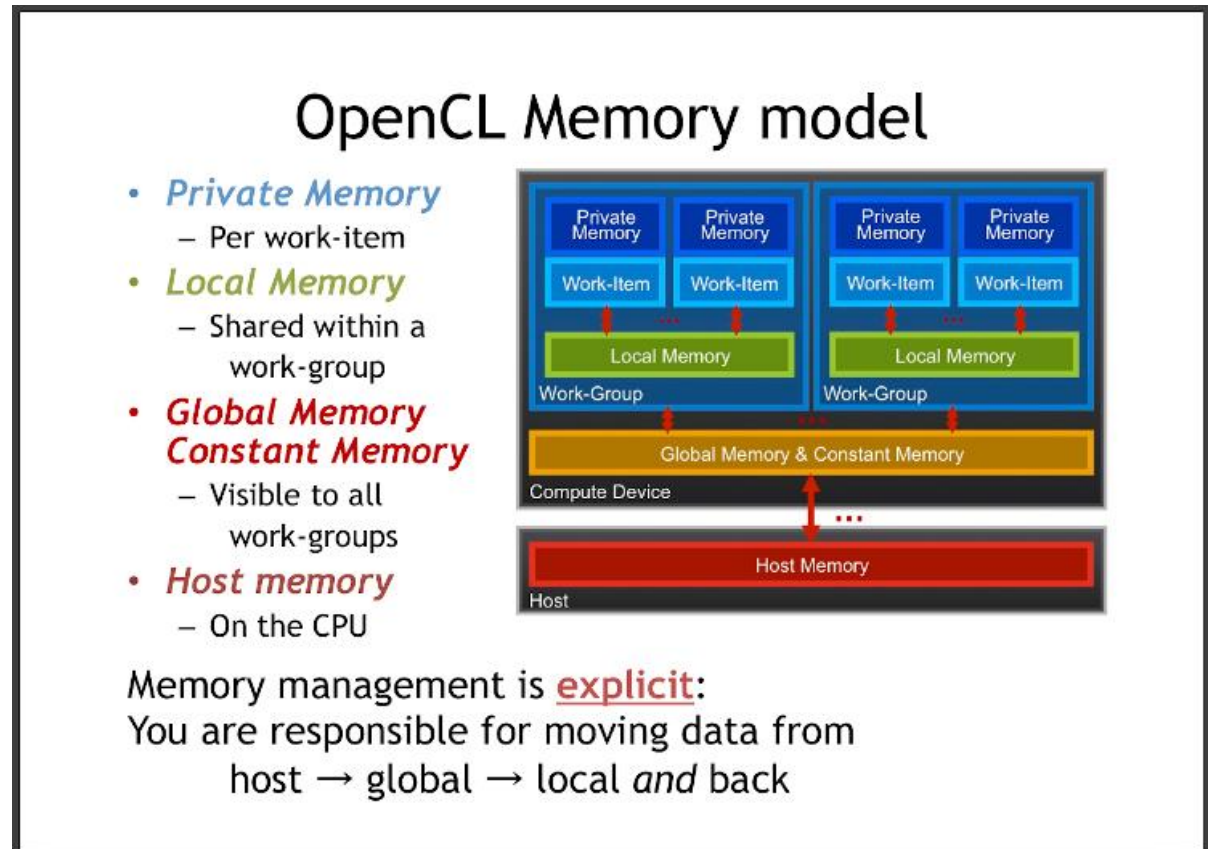 OpenCL Memory model
• Private Memory
– Per work-item
• Local Memory
– Shared within a
work-group
• Global Memory
Constant Memory
– Visible to all
work-groups
• Host memory
– On the CPU
Private Memory
Private Memory
Private Memory
Private Memory
Work-Item
Work-Item
Work-Item
Work-Item
...
...
Local Memory
Local Memory
Work-Group
Work-Group
...
Global Memory & Constant Memory
Compute Device
...
Host Memory
Host
Memory management is explicit:
You are responsible for moving data from
host → global → local and back